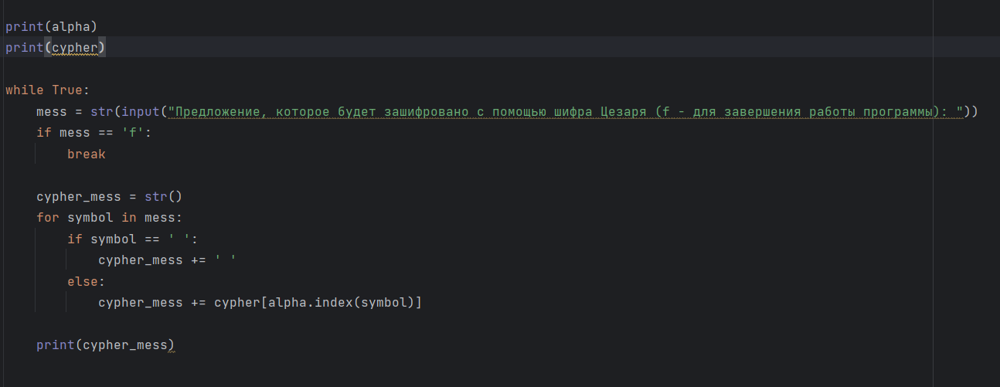 print(alpha)
print(cypher)
while True:
mess = str(input("Предложение, которое будет зашифровано с помощью шифра Цезаря (f - для завершения работы программы): "))
if mess == 'f':
break
cypher_mess = str()
for symbol in mess:
if symbol == ' ':
cypher_mess += ' '
else:
cypher_mess += cypher[alpha.index(symbol)]
print(cypher_mess)